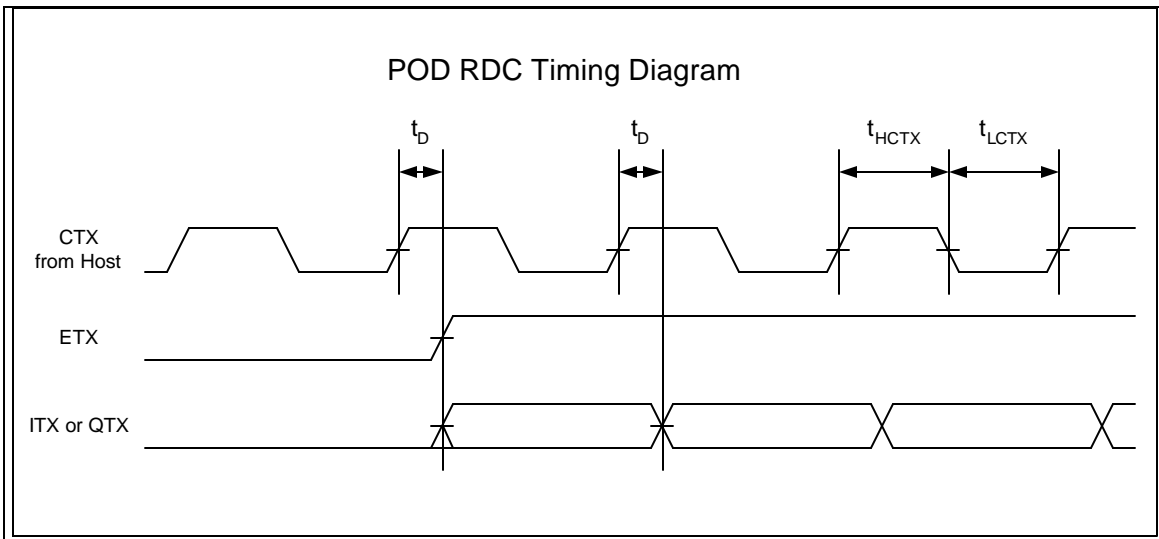 POD RDC Timing Diagram
tD
tD
tHCTX
tLCTX
CTX
from Host
ETX
ITX or QTX